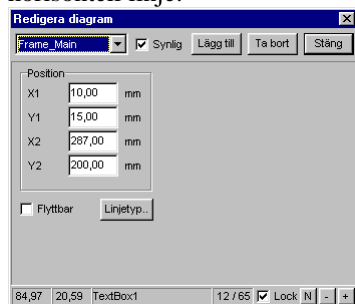 horisontell linje.
Redigera diagram
Frame_Main Synlig Lägg till Ta bort Stäng
Position
X1 10,00 mm
Y1 15,00 mm
X2 287,00 mm
Y2 200,00 mm
Flyttbar Linjetyp..
84,97 20,59 TextBox1 12 / 65 Lock N - +